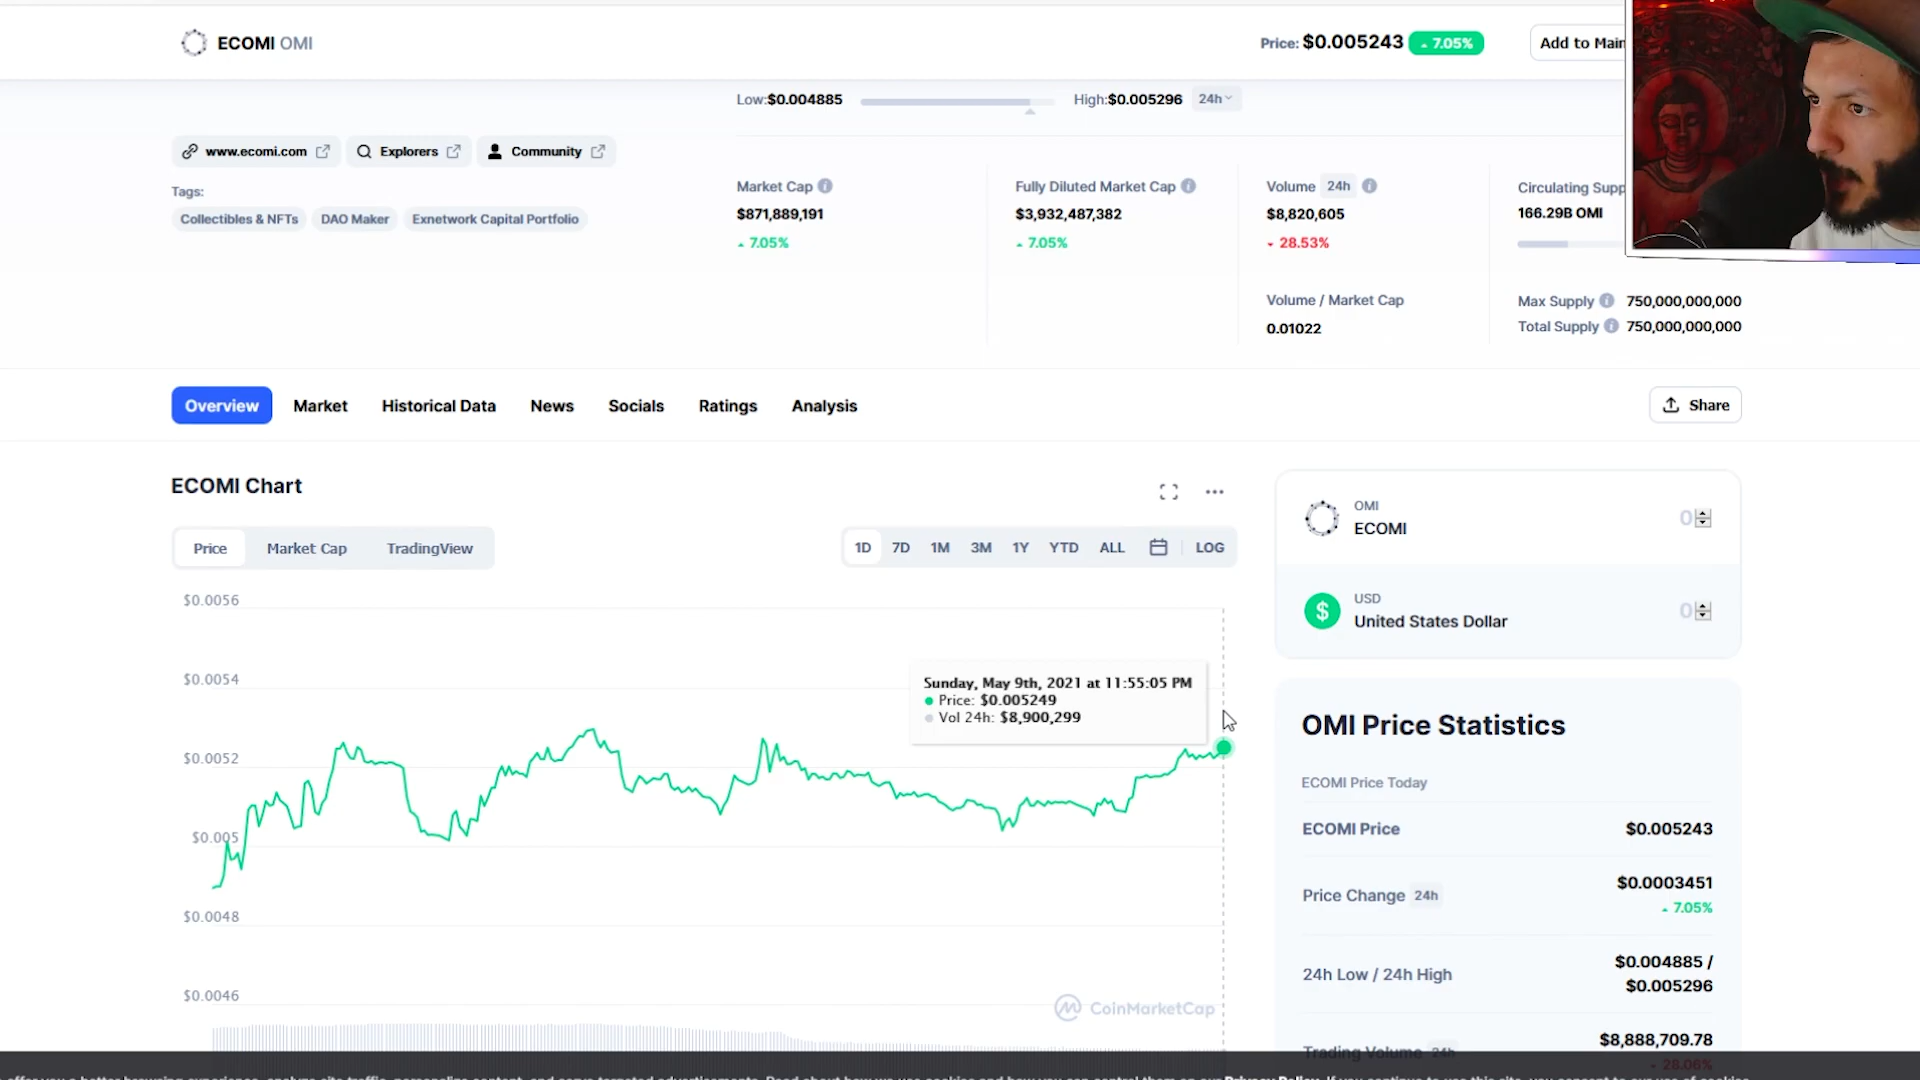 ECOMI OMI
Price: $0.005243 7.05%
Add to Main
Low:$0.004885 High:$0.005296 24h
www.ecomi.com Explorers Community
Tags:
Collectibles & NFTs DAO Maker Exnetwork Capital Portfolio
Market Cap
$871,889,191
7.05%
Fully Diluted Market Cap
$3,932,487,382
7.05%
Volume 24h
$8,820,605
28.53%
Volume / Market Cap
0.01022
Circulating Supp
166.29B OMI
Max Supply 750,000,000,000
Total Supply 750,000,000,000
Overview Market Historical Data News Socials Ratings Analysis
Share
ECOMI Chart
Price Market Cap TradingView
1D 7D 1M 3M 1Y YTD ALL LOG
$0.0056
$0.0054
$0.0052
$0.005
$0.0048
$0.0046
Sunday, May 9th, 2021 at 11:55:05 PM
Price: $0.005249
Vol 24h: $8,900,299
CoinMarketCap
OMI
ECOMI 0
USD
United States Dollar 0
OMI Price Statistics
ECOMI Price Today
ECOMI Price $0.005243
Price Change 24h $0.0003451
7.05%
24h Low / 24h High $0.004885 /
$0.005296
Trading Volume 24h $8,888,709.78
28.06%